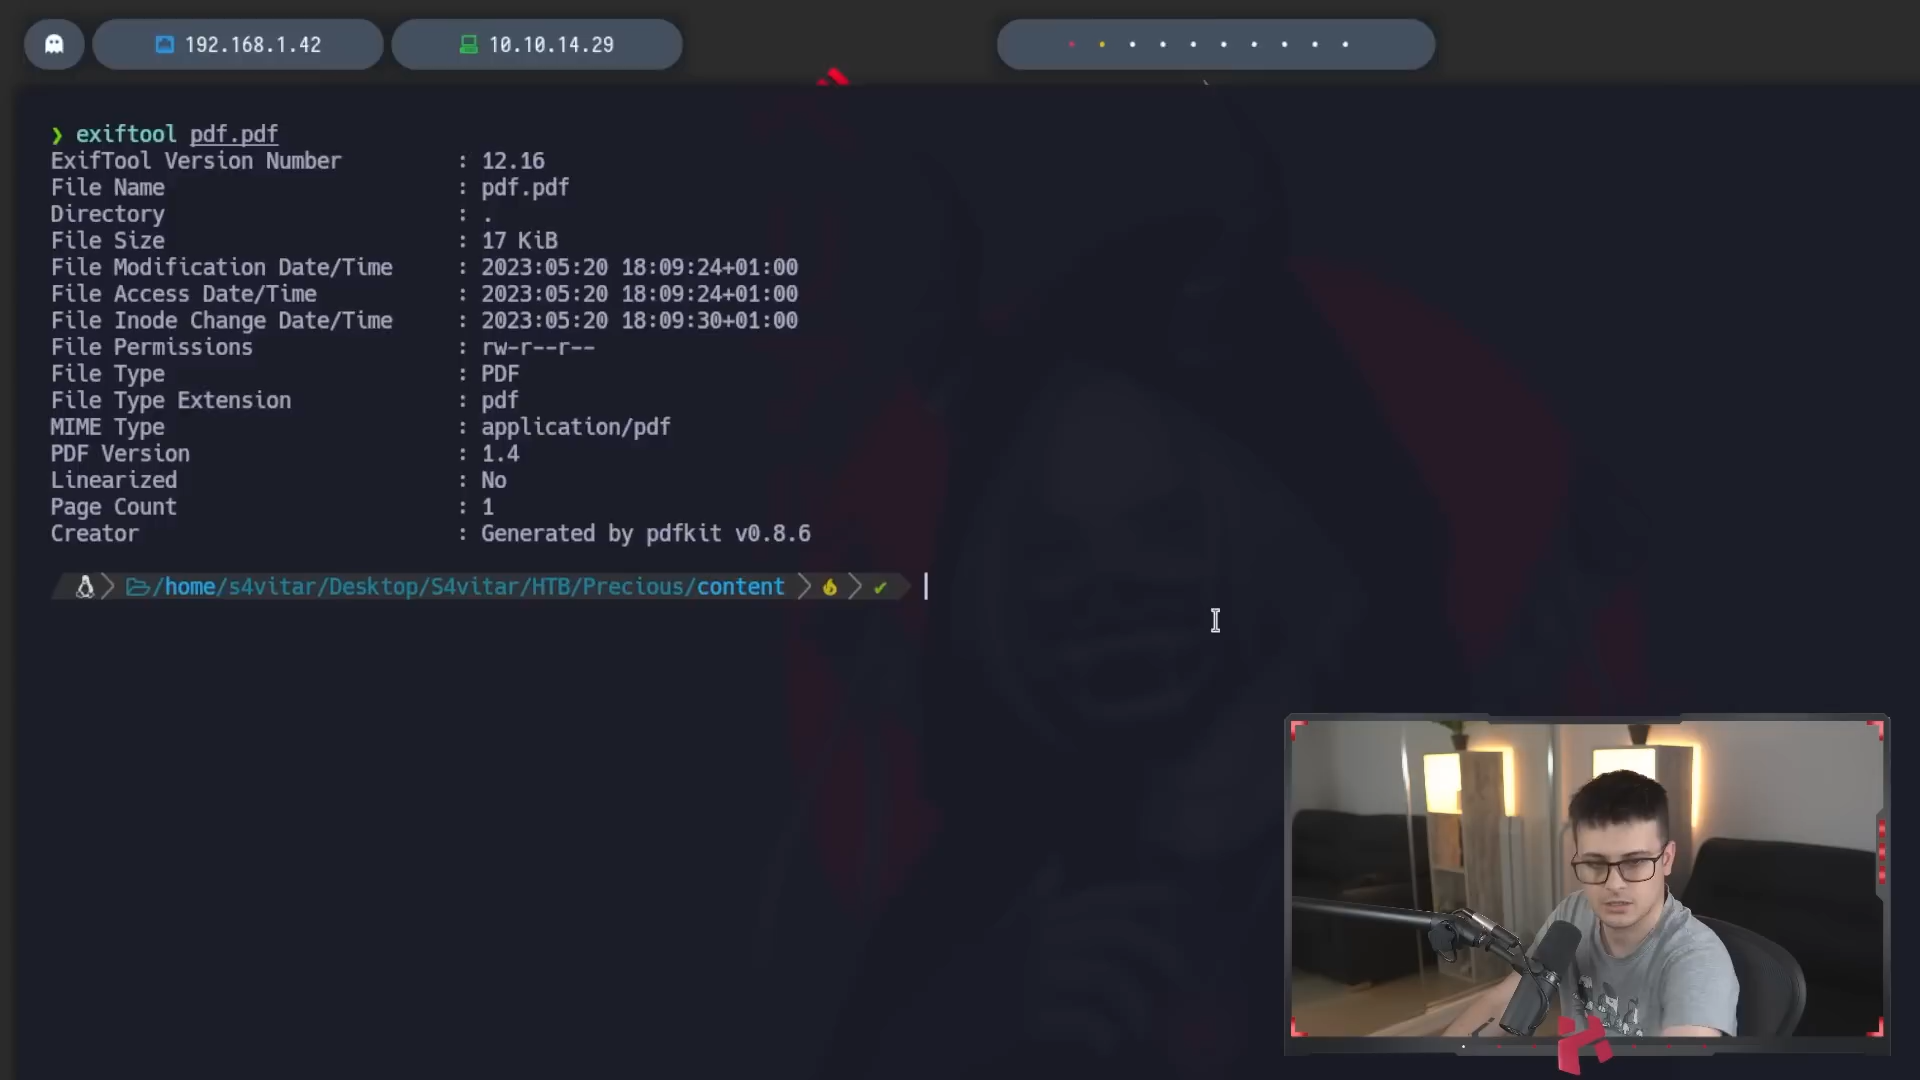 192.168.1.42
10.10.14.29
❯ exiftool pdf.pdf
ExifTool Version Number : 12.16
File Name : pdf.pdf
Directory : .
File Size : 17 KiB
File Modification Date/Time : 2023:05:20 18:09:24+01:00
File Access Date/Time : 2023:05:20 18:09:24+01:00
File Inode Change Date/Time : 2023:05:20 18:09:30+01:00
File Permissions : rw-r--r--
File Type : PDF
File Type Extension : pdf
MIME Type : application/pdf
PDF Version : 1.4
Linearized : No
Page Count : 1
Creator : Generated by pdfkit v0.8.6
/home/s4vitar/Desktop/S4vitar/HTB/Precious/content